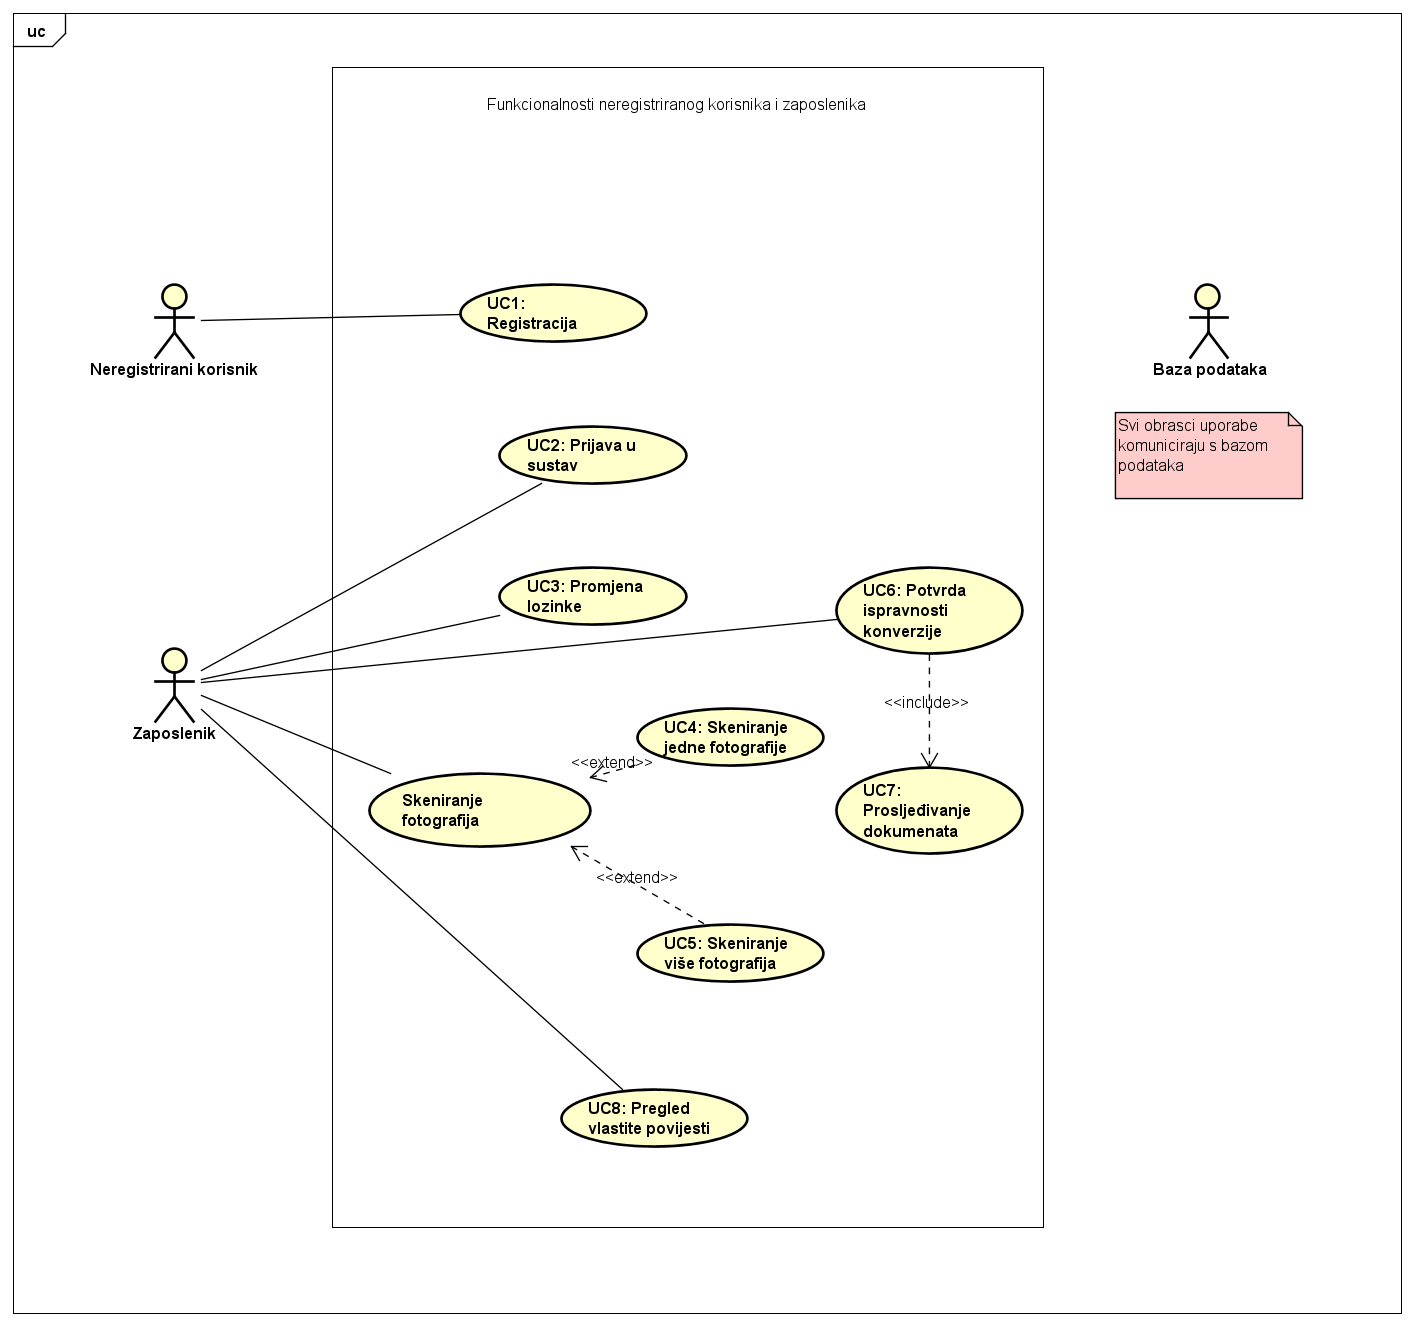 uc
Funkcionalnosti neregistriranog korisnika i zaposlenika
UC1:
Registracija
Neregistrirani korisnik
Baza podataka
Svi obrasci uporabe
komuniciraju s bazom
podataka
UC2: Prijava u
sustav
UC3: Promjena
lozinke
UC6: Potvrda
ispravnosti
konverzije
Zaposlenik
<<include>>
UC4: Skeniranje
jedne fotografije
<<extend>>
Skeniranje
fotografija
UC7:
Prosljeđivanje
dokumenata
<<extend>>
UC5: Skeniranje
više fotografija
UC8: Pregled
vlastite povijesti